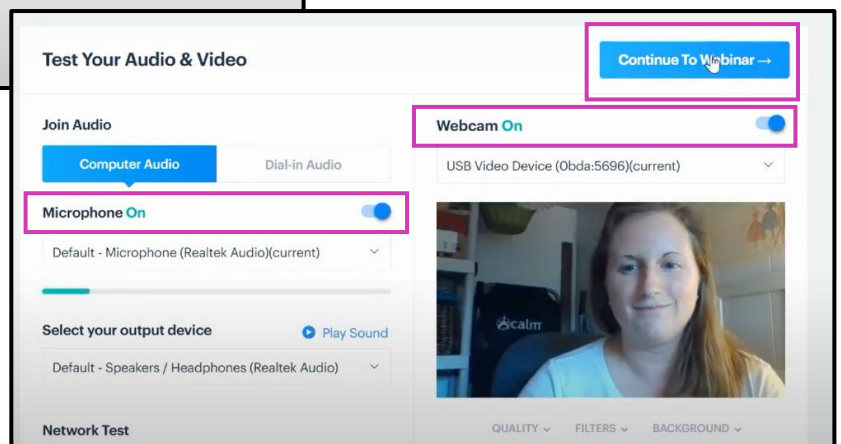 Test Your Audio & Video
Continue To Webinar →
Join Audio
Computer Audio
Dial-in Audio
Microphone On
Default - Microphone (Realtek Audio)(current)
Select your output device
Play Sound
Default - Speakers / Headphones (Realtek Audio)
Network Test
Webcam On
USB Video Device (0bda:5696)(current)
calm
QUALITY
FILTERS
BACKGROUND